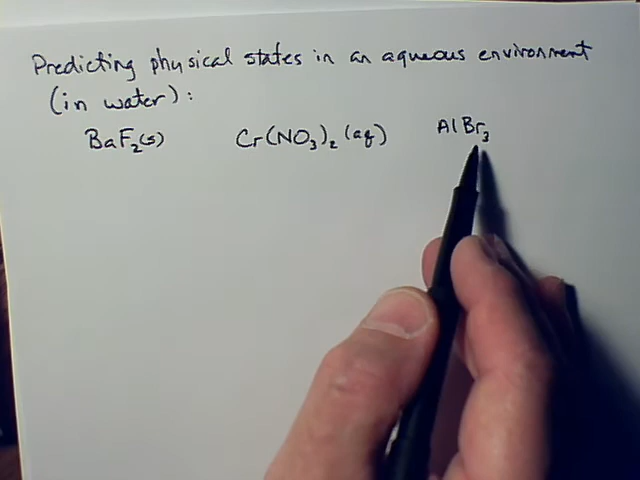 Predicting physical states in an aqueous environment
(in water):
BaF₂(s) Cr(NO₃)₂(aq) AlBr₃